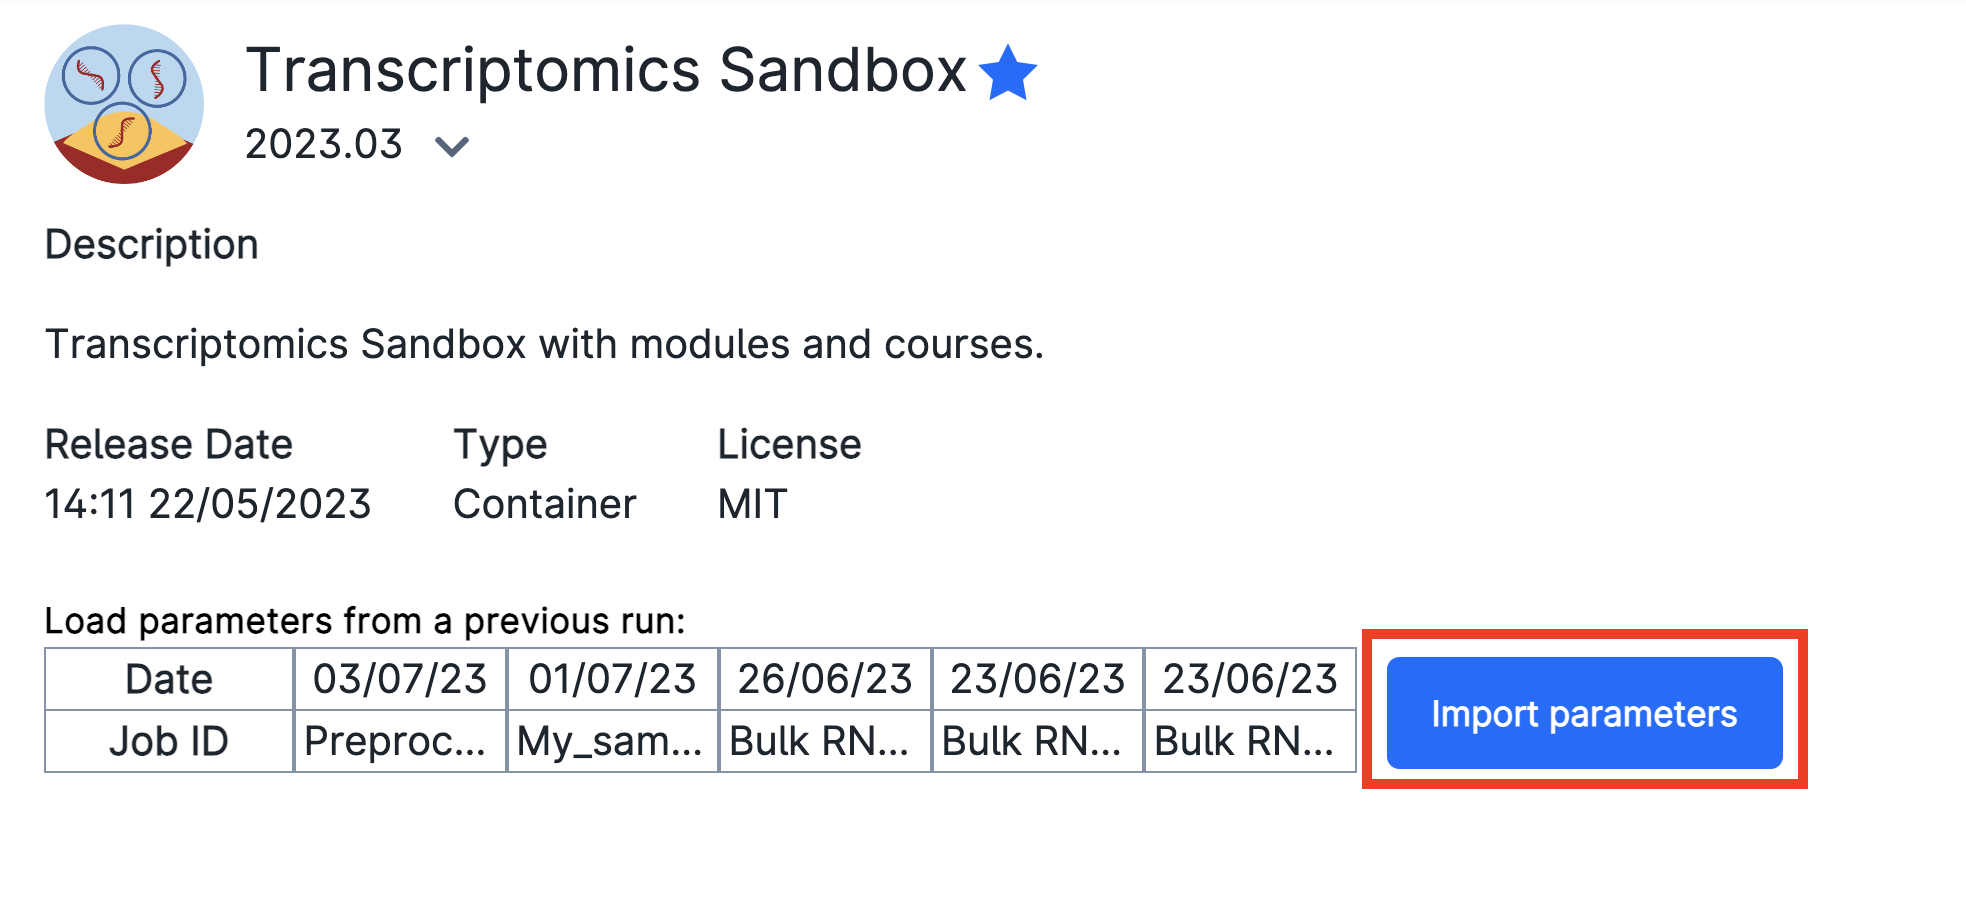 Transcriptomics Sandbox
2023.03
Description
Transcriptomics Sandbox with modules and courses.
Release Date Type License
14:11 22/05/2023 Container MIT
Load parameters from a previous run:
Date 03/07/23 01/07/23 26/06/23 23/06/23 23/06/23
Job ID Preproc... My_sam... Bulk RN... Bulk RN... Bulk RN...
Import parameters